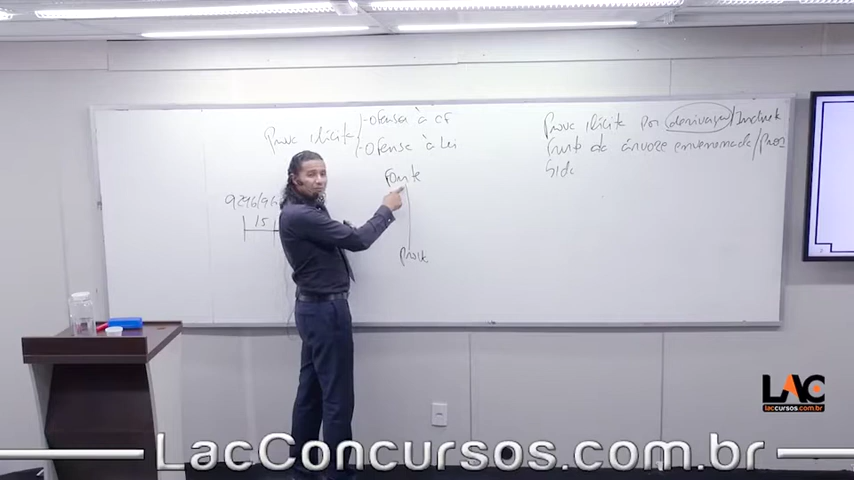 Prova ilícita
- Ofensa à CF
- Ofensa à Lei
Fonte
9296/96
15
Prova
Prova ilícita por derivação/
Fruto da árvore envenenada/
LAC
laccursos.com.br
LacConcursos.com.br